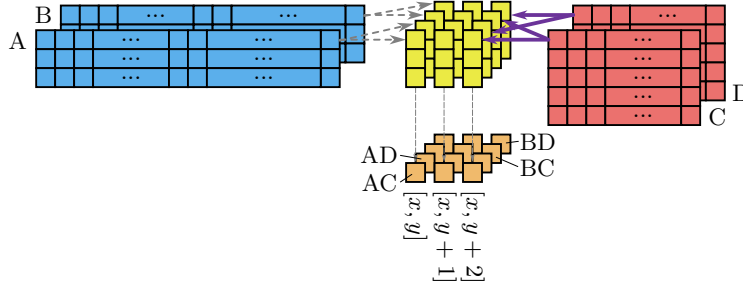 B
A
D
C
AD
BD
AC
BC
[x, y]
[x, y + 1]
[x, y + 2]